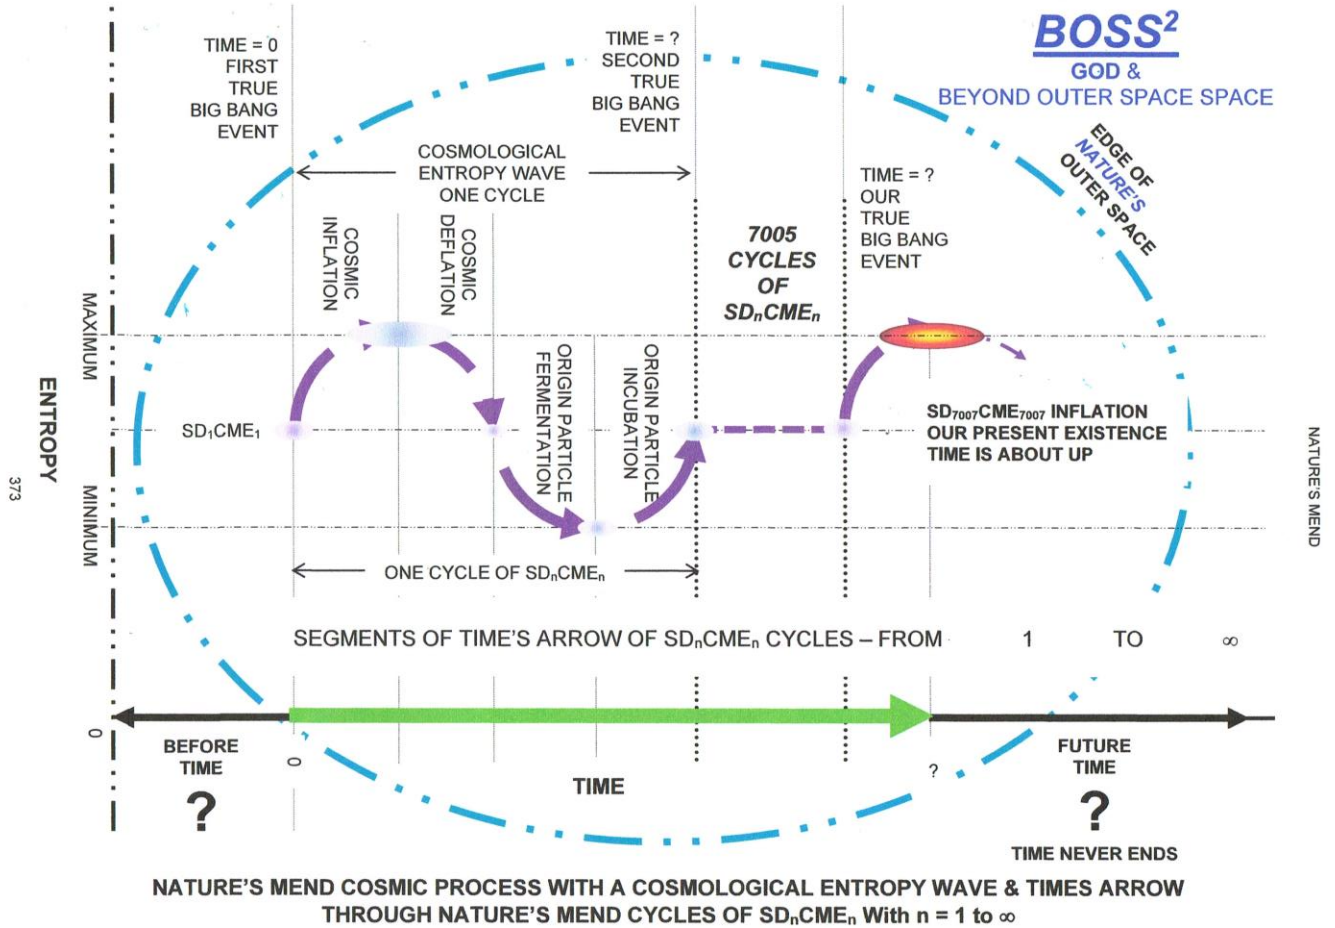 BOSS²
GOD &
BEYOND OUTER SPACE SPACE
TIME = 0
FIRST
TRUE
BIG BANG
EVENT
TIME = ?
SECOND
TRUE
BIG BANG
EVENT
EDGE OF
NATURE'S
OUTER SPACE
COSMOLOGICAL
ENTROPY WAVE
ONE CYCLE
TIME = ?
OUR
TRUE
BIG BANG
EVENT
COSMIC
INFLATION
COSMIC
DEFLATION
7005
CYCLES
OF
SDₙCMEₙ
MAXIMUM
ENTROPY
MINIMUM
0
373
SD₁CME₁
ORIGIN PARTICLE
FERMENTATION
ORIGIN PARTICLE
INCUBATION
SD₇₀₀₇CME₇₀₀₇ INFLATION
OUR PRESENT EXISTENCE
TIME IS ABOUT UP
NATURE'S MEND
ONE CYCLE OF SDₙCMEₙ
SEGMENTS OF TIME'S ARROW OF SDₙCMEₙ CYCLES – FROM 1 TO ∞
BEFORE
TIME
?
0
TIME
?
FUTURE
TIME
?
TIME NEVER ENDS
NATURE'S MEND COSMIC PROCESS WITH A COSMOLOGICAL ENTROPY WAVE & TIMES ARROW
THROUGH NATURE'S MEND CYCLES OF SDₙCMEₙ With n = 1 to ∞